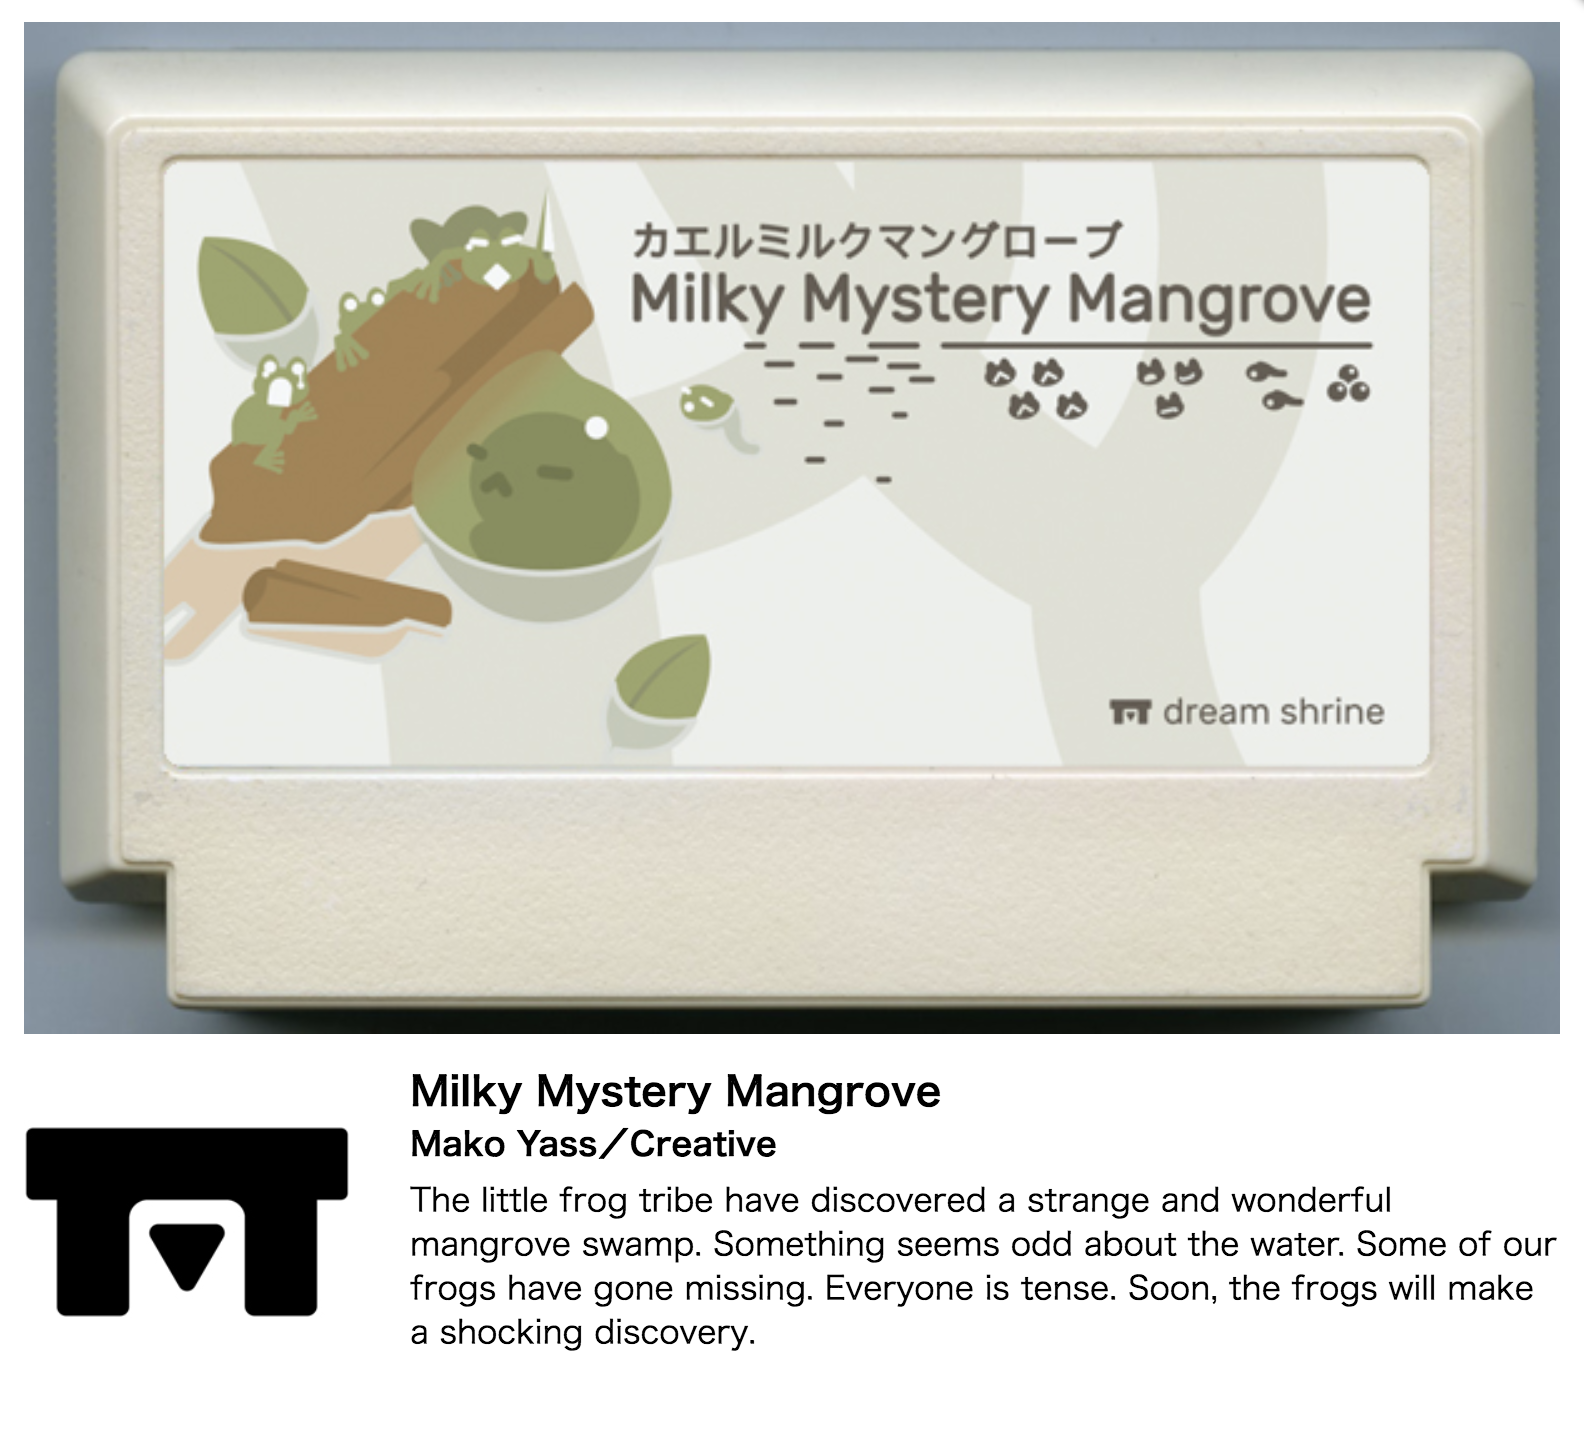 カエルミルクマングローブ
Milky Mystery Mangrove
dream shrine
Milky Mystery Mangrove
Mako Yass／Creative
The little frog tribe have discovered a strange and wonderful
mangrove swamp. Something seems odd about the water. Some of our
frogs have gone missing. Everyone is tense. Soon, the frogs will make
a shocking discovery.